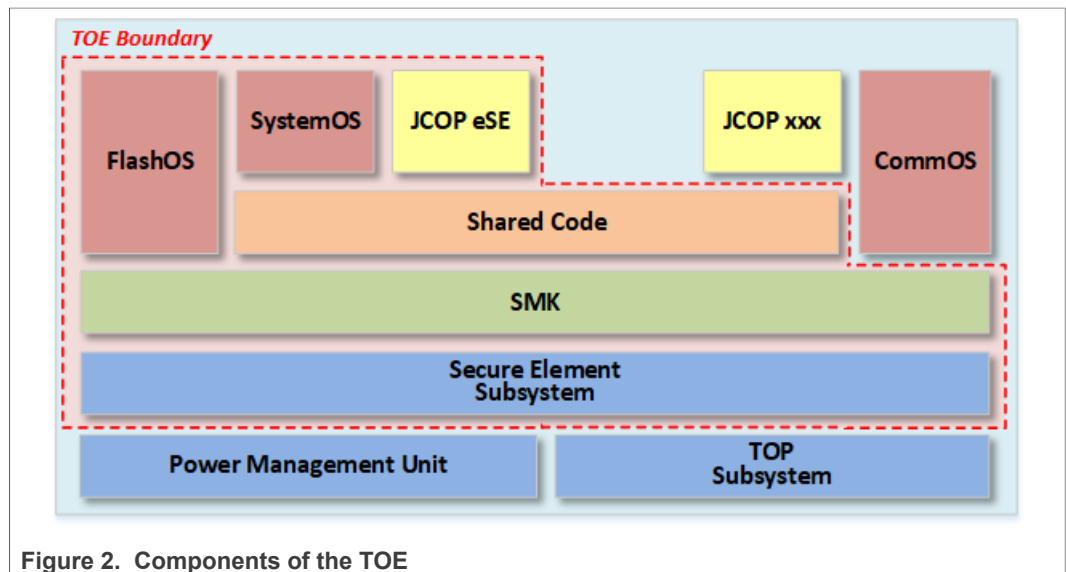 TOE Boundary
FlashOS
SystemOS
JCOP eSE
JCOP xxx
CommOS
Shared Code
SMK
Secure Element
Subsystem
Power Management Unit
TOP
Subsystem
Figure 2. Components of the TOE